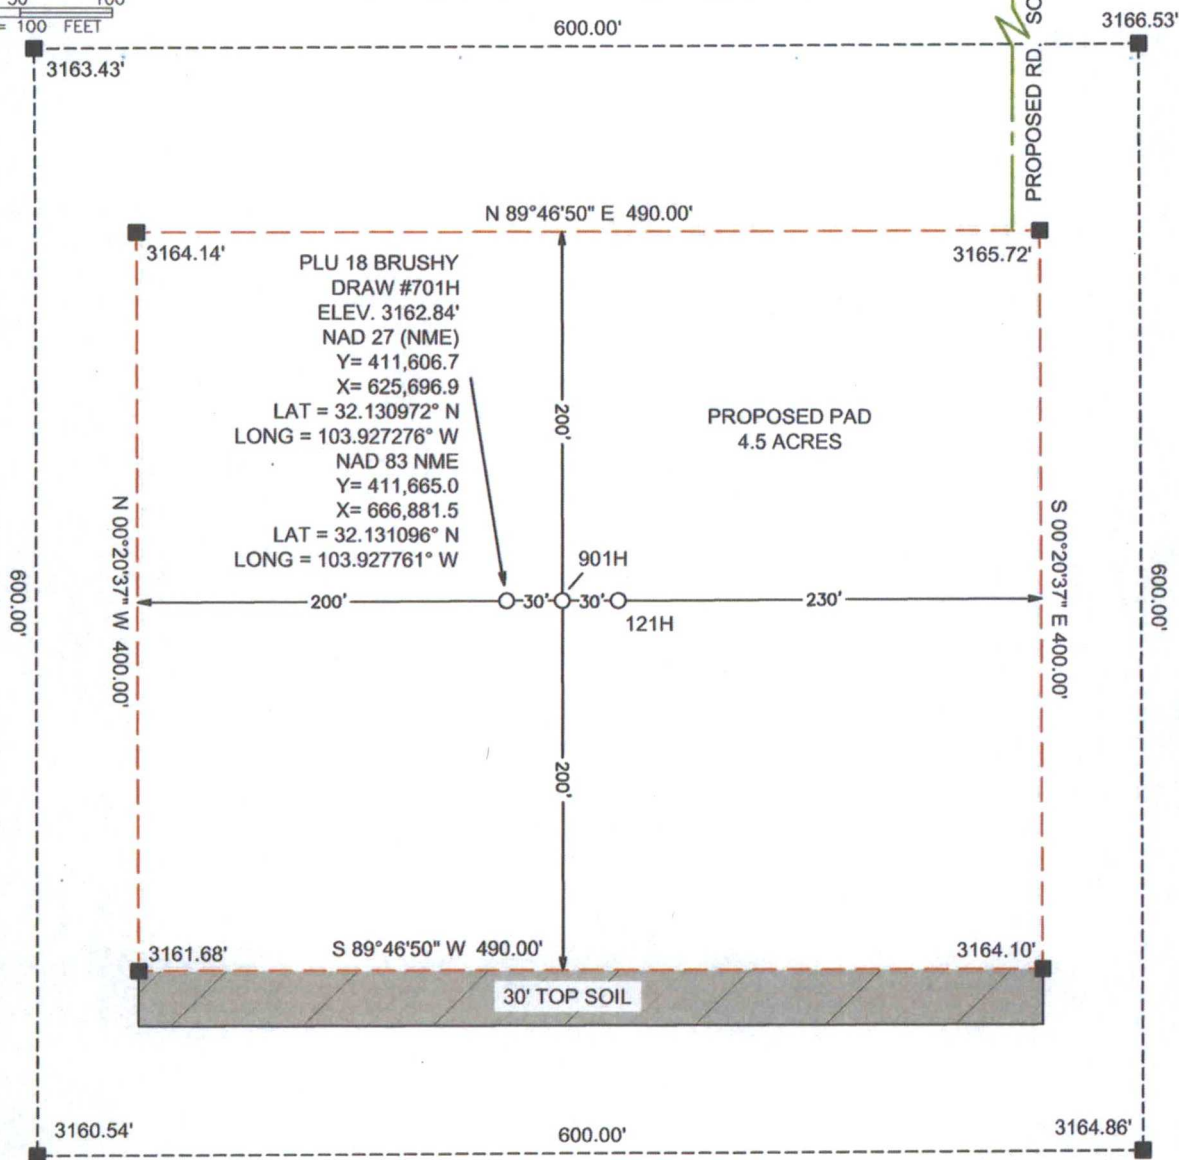 100
= 100 FEET
600.00'
3166.53'
3163.43'
PROPOSED RD.
N 89°46'50" E 490.00'
3164.14'
3165.72'
PLU 18 BRUSHY
DRAW #701H
ELEV. 3162.84'
NAD 27 (NME)
Y= 411,606.7
X= 625,696.9
LAT = 32.130972° N
LONG = 103.927276° W
NAD 83 NME
Y= 411,665.0
X= 666,881.5
LAT = 32.131096° N
LONG = 103.927761° W
200'
PROPOSED PAD
4.5 ACRES
N 00°20'37" W 400.00'
S 00°20'37" E 400.00'
600.00'
600.00'
901H
200'
30'
30'
230'
121H
200'
3161.68'
S 89°46'50" W 490.00'
3164.10'
30' TOP SOIL
3160.54'
600.00'
3164.86'